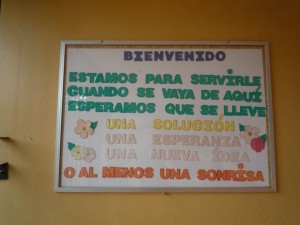 BIENVENIDO
ESTAMOS PARA SERViRLE
CUANDO SE VAYA DE AQUÍ
ESPERAMOS QUE SE LLEVE
UNA SOLUCIÓN
UNA ESPERANZA
UNA NUEVA IDEA
O AL MENOS UNA SONRiSA